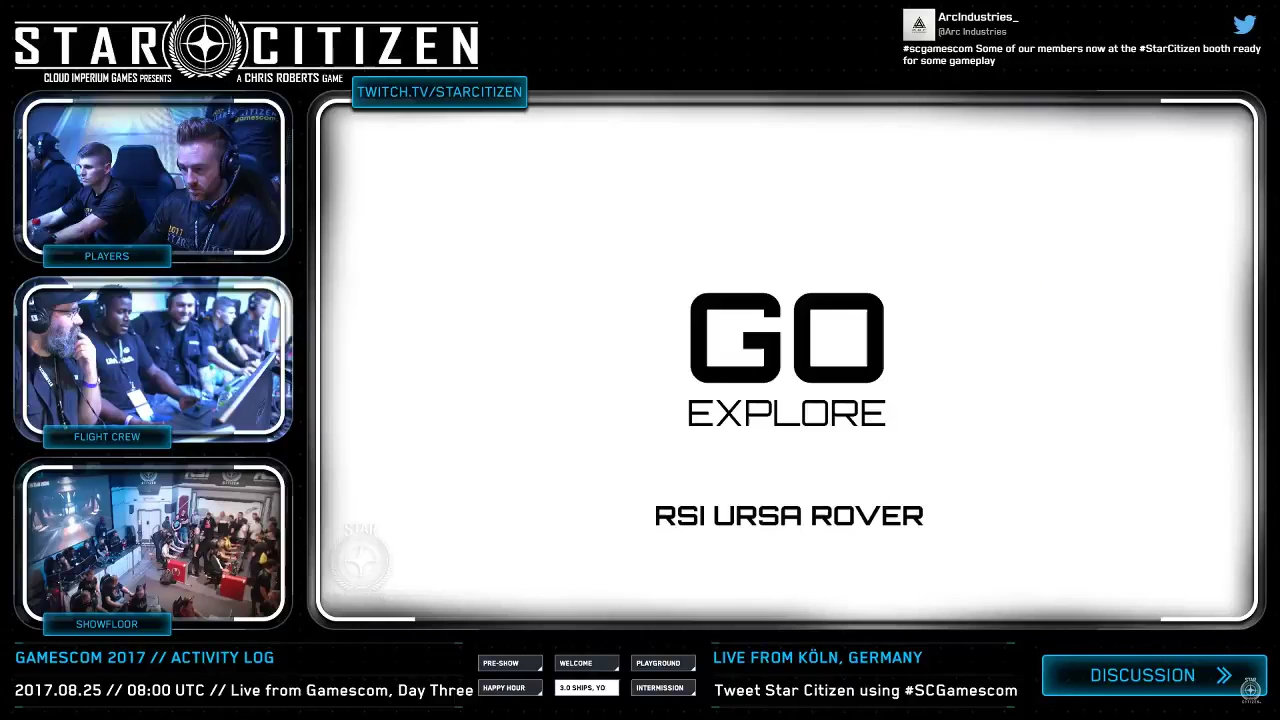 STAR CITIZEN
CLOUD IMPERIUM GAMES PRESENTS
A CHRIS ROBERTS GAME
ArcIndustries_
@Arc Industries
#scgamescom Some of our members now at the #StarCitizen booth ready
for some gameplay
TWITCH.TV/STARCITIZEN
PLAYERS
FLIGHT CREW
SHOWFLOOR
GO
EXPLORE
RSI URSA ROVER
STAR
GAMESCOM 2017 // ACTIVITY LOG
2017.08.25 // 08:00 UTC // Live from Gamescom, Day Three
PRE-SHOW
WELCOME
PLAYGROUND
HAPPY HOUR
3.0 SHIPS, YO
INTERMISSION
LIVE FROM KÖLN, GERMANY
Tweet Star Citizen using #SCGamescom
DISCUSSION
STAR
CITIZEN